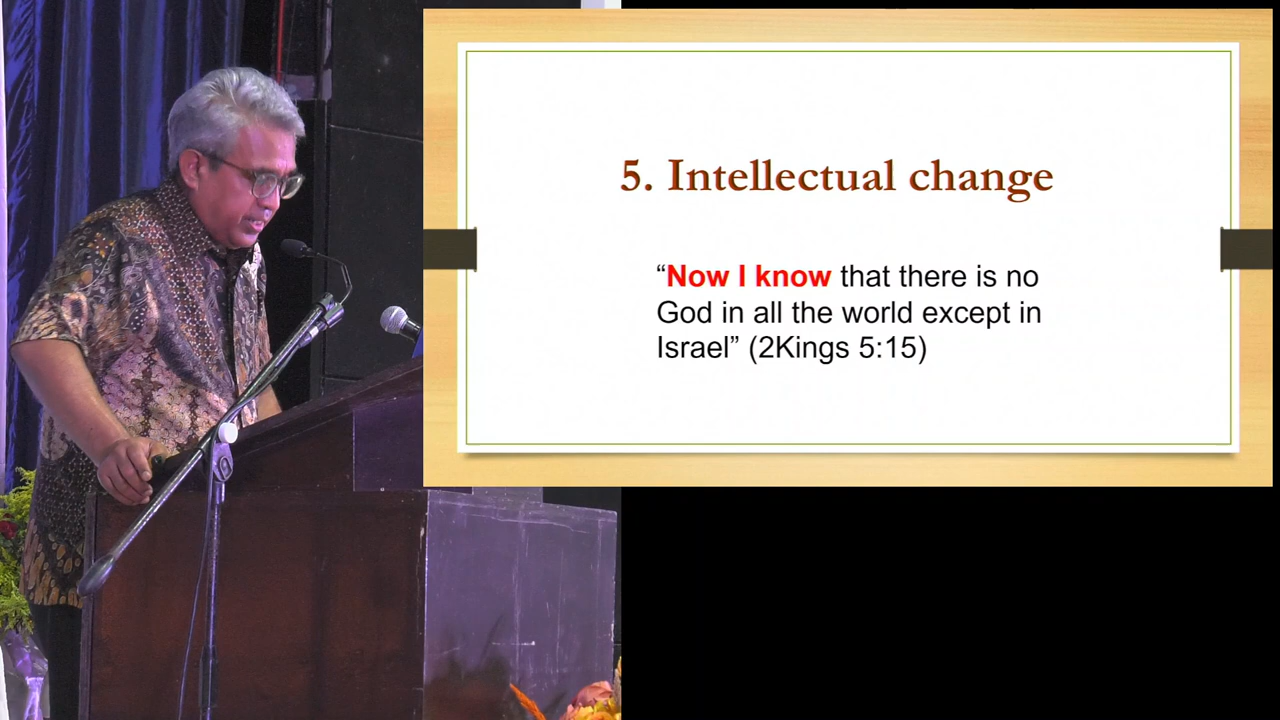 5. Intellectual change
“Now I know that there is no
God in all the world except in
Israel” (2Kings 5:15)